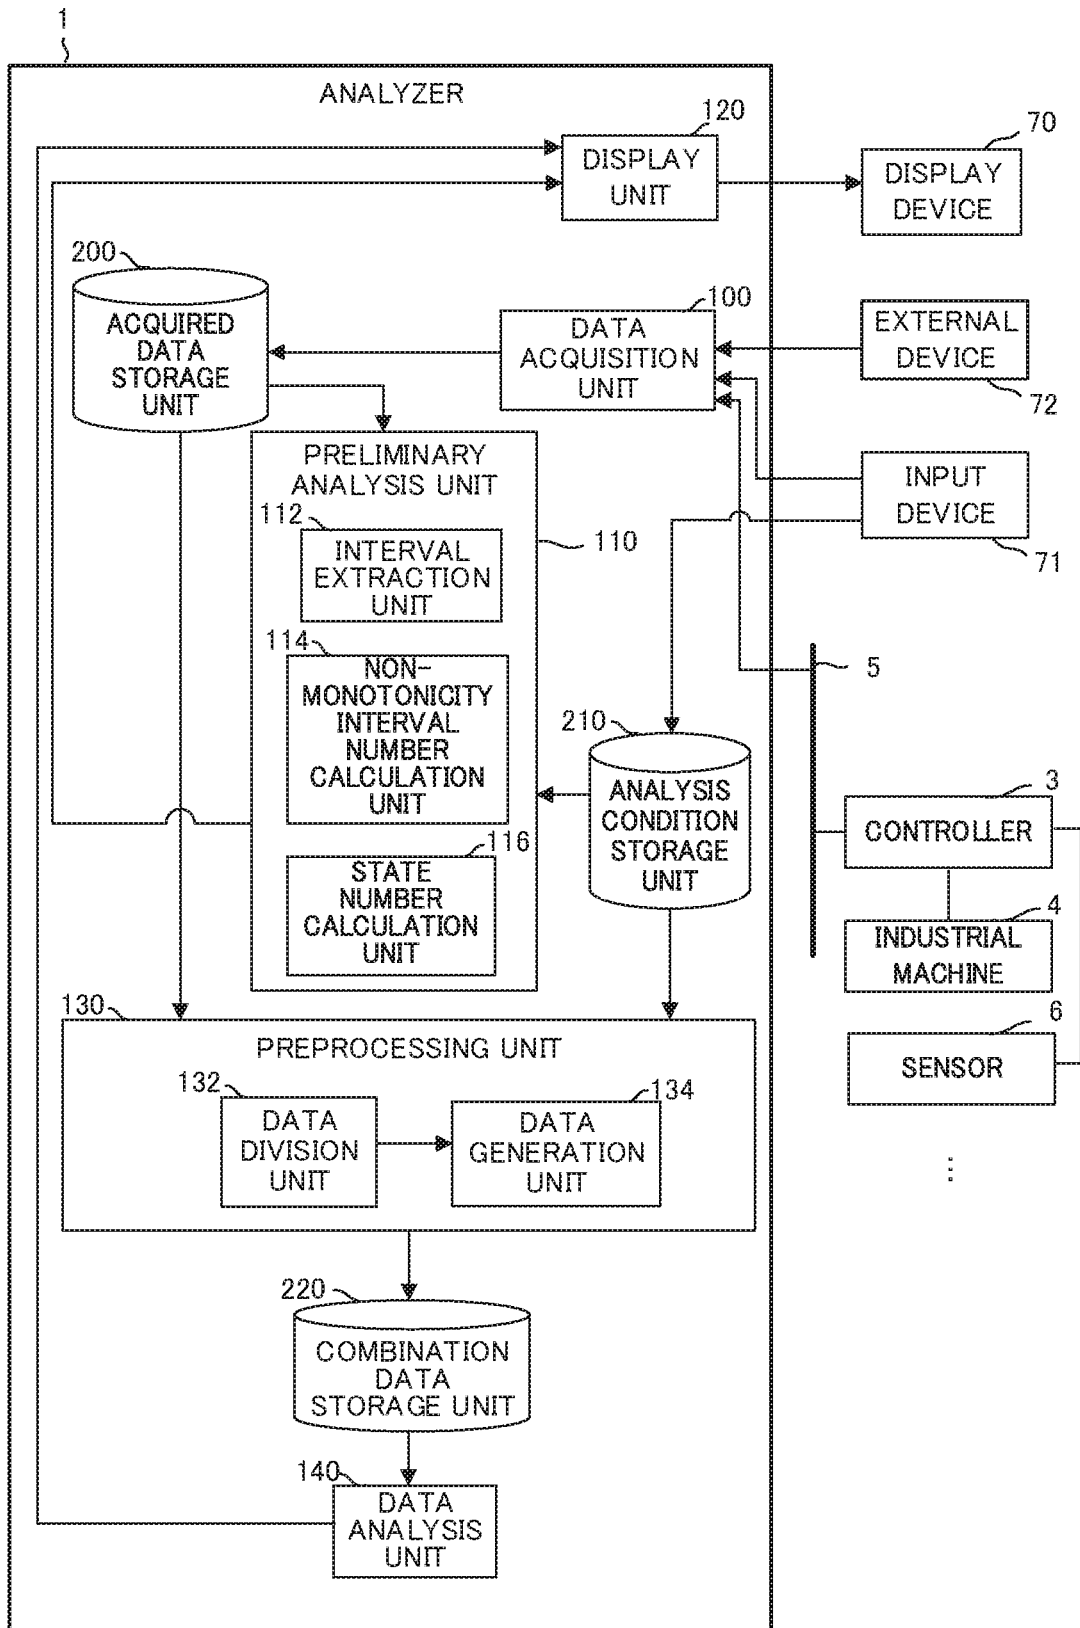 1
ANALYZER
120
DISPLAY
UNIT
70
DISPLAY
DEVICE
200
ACQUIRED
DATA
STORAGE
UNIT
100
DATA
ACQUISITION
UNIT
EXTERNAL
DEVICE
72
PRELIMINARY
ANALYSIS UNIT
110
112
INTERVAL
EXTRACTION
UNIT
INPUT
DEVICE
71
114
NON-
MONOTONICITY
INTERVAL
NUMBER
CALCULATION
UNIT
5
210
ANALYSIS
CONDITION
STORAGE
UNIT
116
STATE
NUMBER
CALCULATION
UNIT
3
CONTROLLER
4
INDUSTRIAL
MACHINE
6
SENSOR
130
PREPROCESSING UNIT
132
DATA
DIVISION
UNIT
134
DATA
GENERATION
UNIT
220
COMBINATION
DATA
STORAGE UNIT
140
DATA
ANALYSIS
UNIT